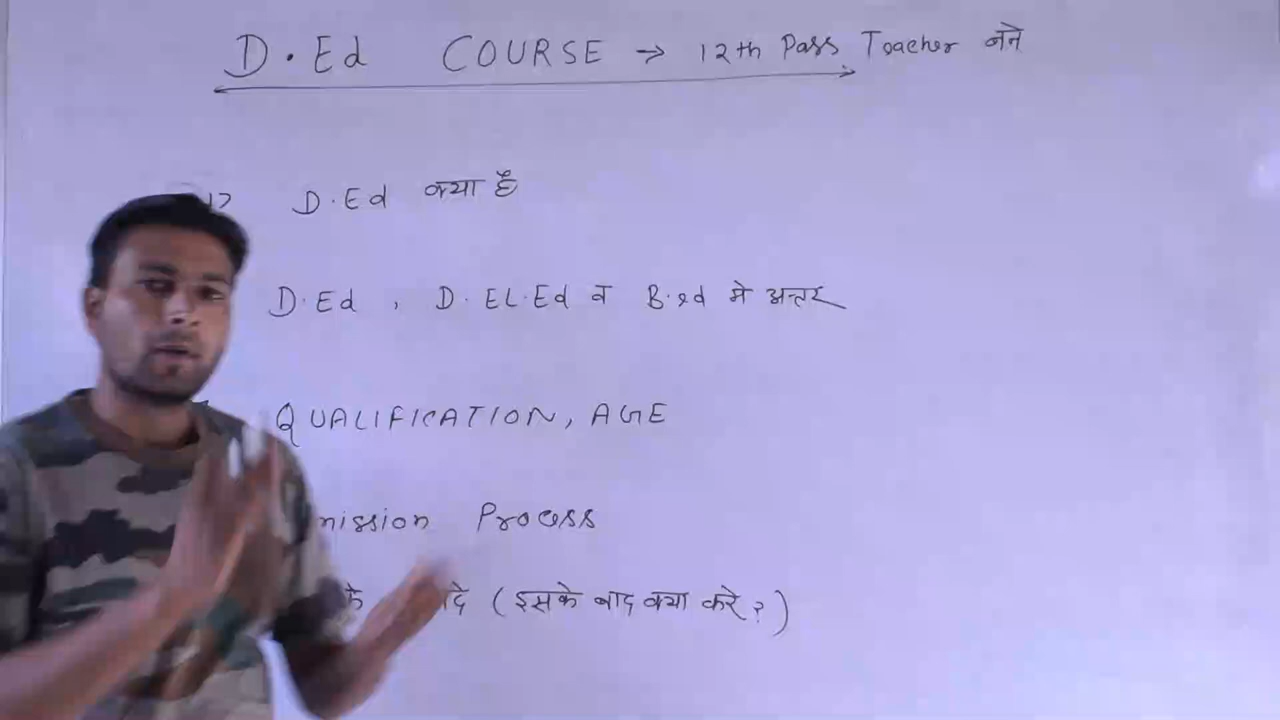 D.Ed COURSE → 12th Pass Teacher बने
1> D.Ed क्या है
D.Ed , D.EL.Ed व B.ed मे अन्तर
QUALIFICATION, AGE
mission Process
के दे (इसके बाद क्या करे?)